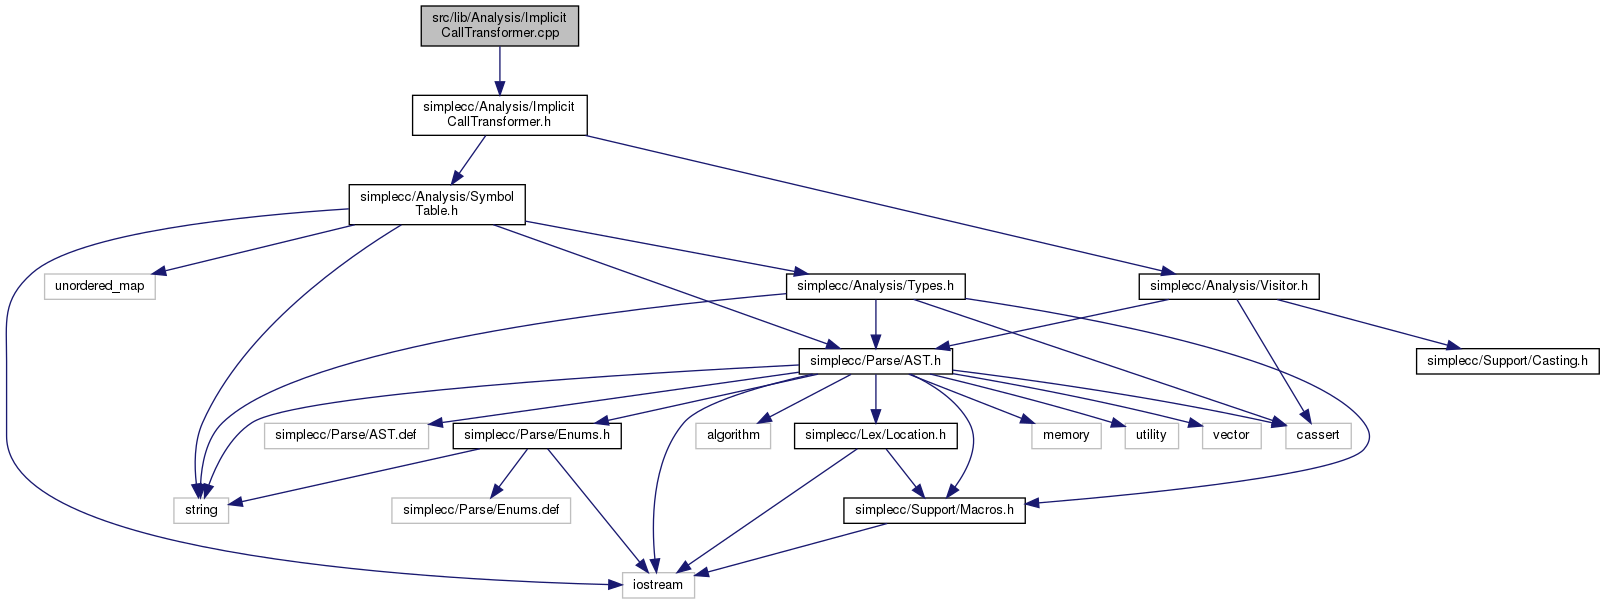 src/lib/Analysis/Implicit
CallTransformer.cpp
simplecc/Analysis/Implicit
CallTransformer.h
simplecc/Analysis/Symbol
Table.h
unordered_map
simplecc/Analysis/Types.h
simplecc/Analysis/Visitor.h
simplecc/Parse/AST.h
simplecc/Support/Casting.h
simplecc/Parse/AST.def
simplecc/Parse/Enums.h
algorithm
simplecc/Lex/Location.h
memory
utility
vector
cassert
string
simplecc/Parse/Enums.def
simplecc/Support/Macros.h
iostream